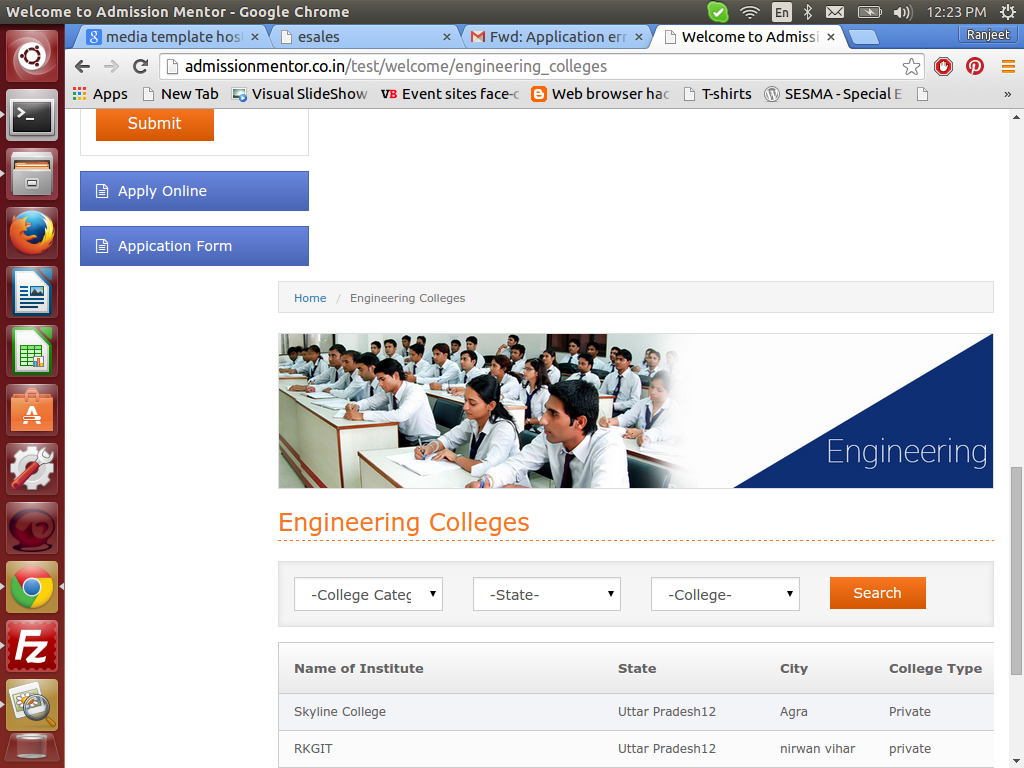 Welcome to Admission Mentor - Google Chrome
En
12:23 PM
media template hos
esales
Fwd: Application err
Welcome to Admissi
Ranjeet
admissionmentor.co.in/test/welcome/engineering_colleges
Apps
New Tab
Visual SlideShow
VB Event sites face-c
Web browser hac
T-shirts
SESMA - Special E
»
Submit
Apply Online
Appication Form
Home / Engineering Colleges
Engineering
Engineering Colleges
-College Categ
-State-
-College-
Search
Name of Institute State City College Type
Skyline College Uttar Pradesh12 Agra Private
RKGIT Uttar Pradesh12 nirwan vihar private